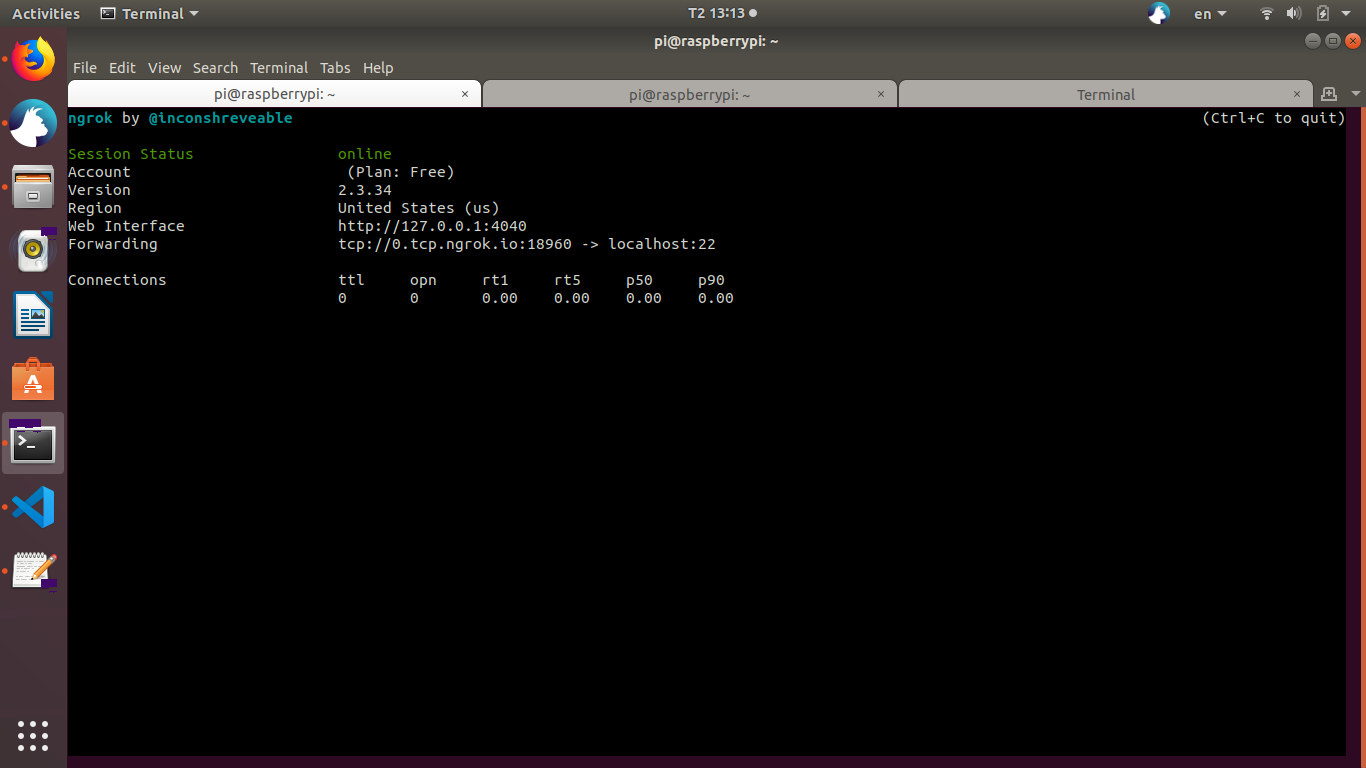 Activities Terminal T2 13:13 en
pi@raspberrypi: ~
File Edit View Search Terminal Tabs Help
pi@raspberrypi: ~ × pi@raspberrypi: ~ × Terminal ×
ngrok by @inconshreveable (Ctrl+C to quit)
Session Status online
Account (Plan: Free)
Version 2.3.34
Region United States (us)
Web Interface http://127.0.0.1:4040
Forwarding tcp://0.tcp.ngrok.io:18960 -> localhost:22
Connections ttl opn rt1 rt5 p50 p90
0 0 0.00 0.00 0.00 0.00